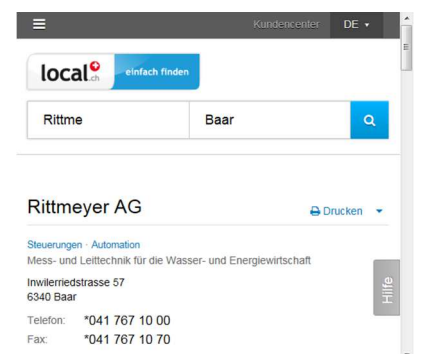 Kundencenter DE
local.ch einfach finden
Rittme Baar
Rittmeyer AG Drucken
Steuerungen · Automation
Mess- und Leittechnik für die Wasser- und Energiewirtschaft
Inwilerriedstrasse 57
6340 Baar
Telefon: *041 767 10 00
Fax: *041 767 10 70
Hilfe